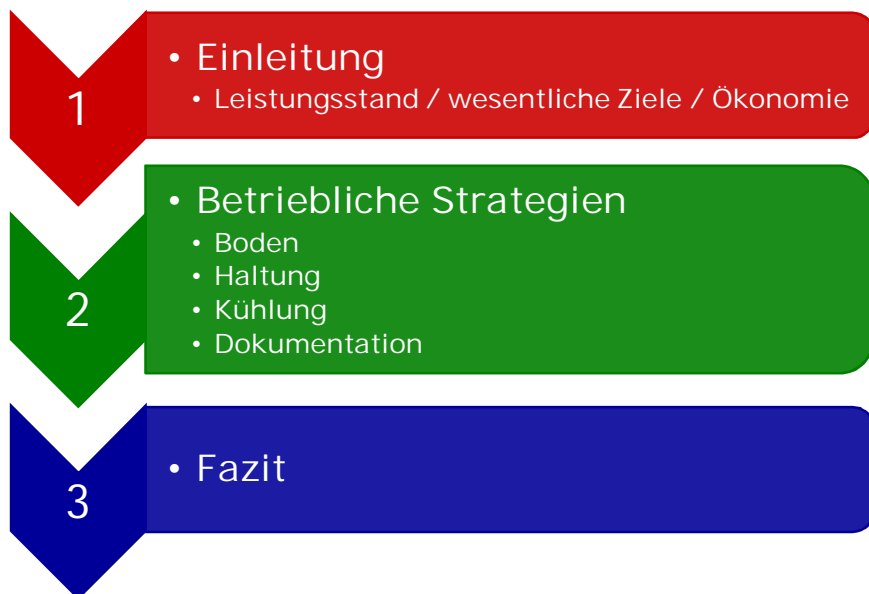 1
• Einleitung
• Leistungsstand / wesentliche Ziele / Ökonomie
2
• Betriebliche Strategien
• Boden
• Haltung
• Kühlung
• Dokumentation
3
• Fazit